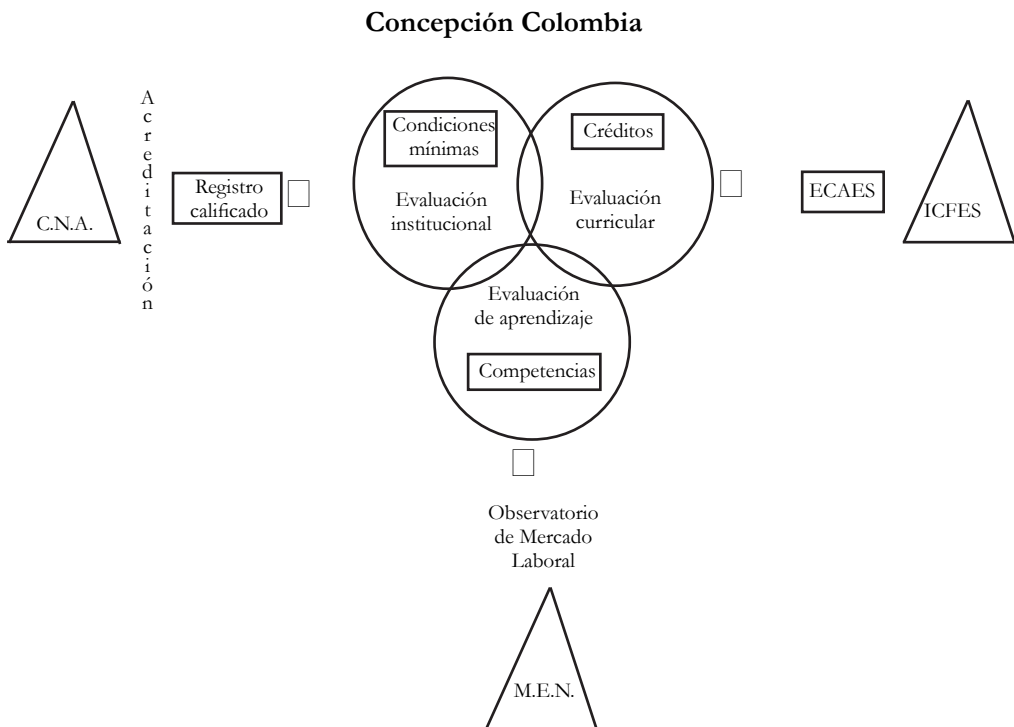 Concepción Colombia
C.N.A.
Acreditación
Registro
calificado
Condiciones
mínimas
Evaluación
institucional
Créditos
Evaluación
curricular
ECAES
ICFES
Evaluación
de aprendizaje
Competencias
Observatorio
de Mercado
Laboral
M.E.N.